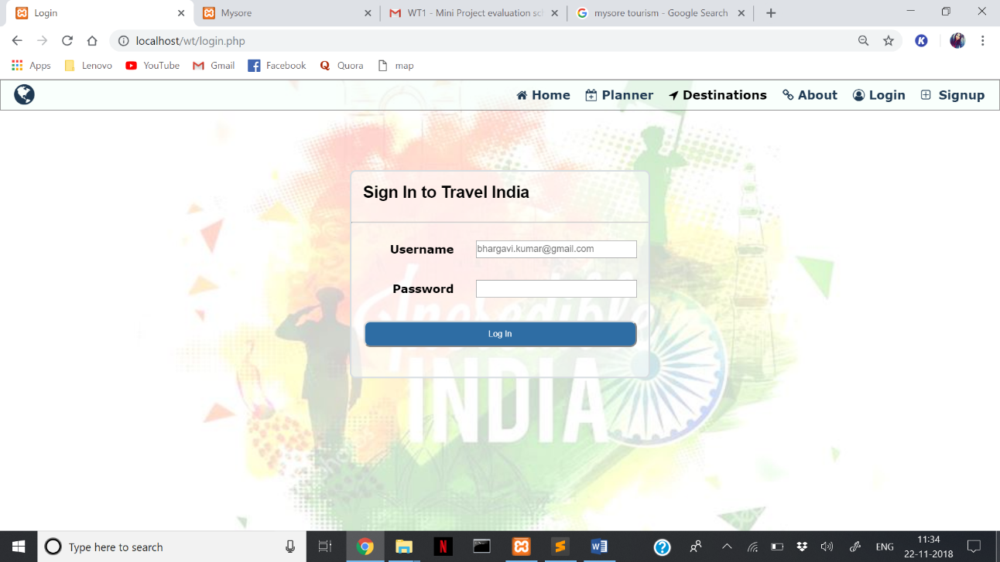 Login
Mysore
WT1 - Mini Project evaluation sc
mysore tourism - Google Search
localhost/wt/login.php
Apps Lenovo YouTube Gmail Facebook Quora map
Home Planner Destinations About Login Signup
Sign In to Travel India
Username bhargavi.kumar@gmail.com
Password
Log In
Incredible
INDIA
Type here to search
ENG
11:34
22-11-2018